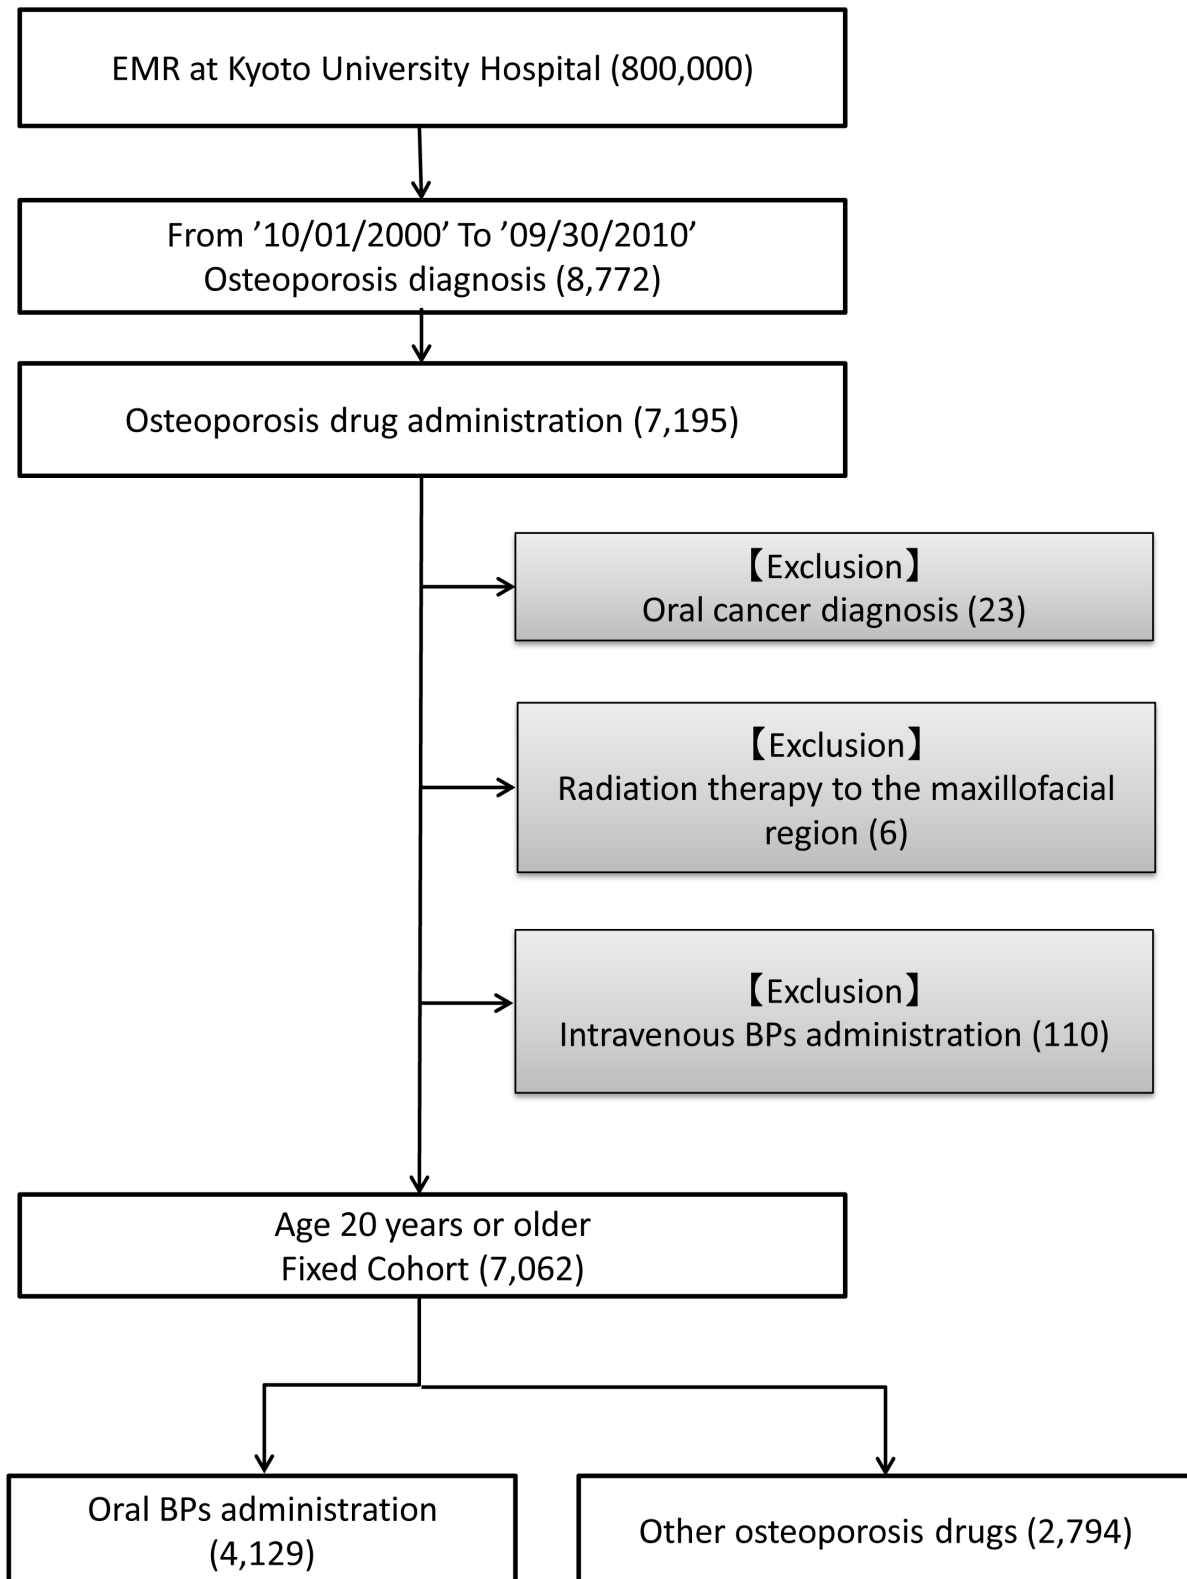 EMR at Kyoto University Hospital (800,000)
From ’10/01/2000’ To ’09/30/2010’
Osteoporosis diagnosis (8,772)
Osteoporosis drug administration (7,195)
【Exclusion】
Oral cancer diagnosis (23)
【Exclusion】
Radiation therapy to the maxillofacial
region (6)
【Exclusion】
Intravenous BPs administration (110)
Age 20 years or older
Fixed Cohort (7,062)
Oral BPs administration
(4,129)
Other osteoporosis drugs (2,794)